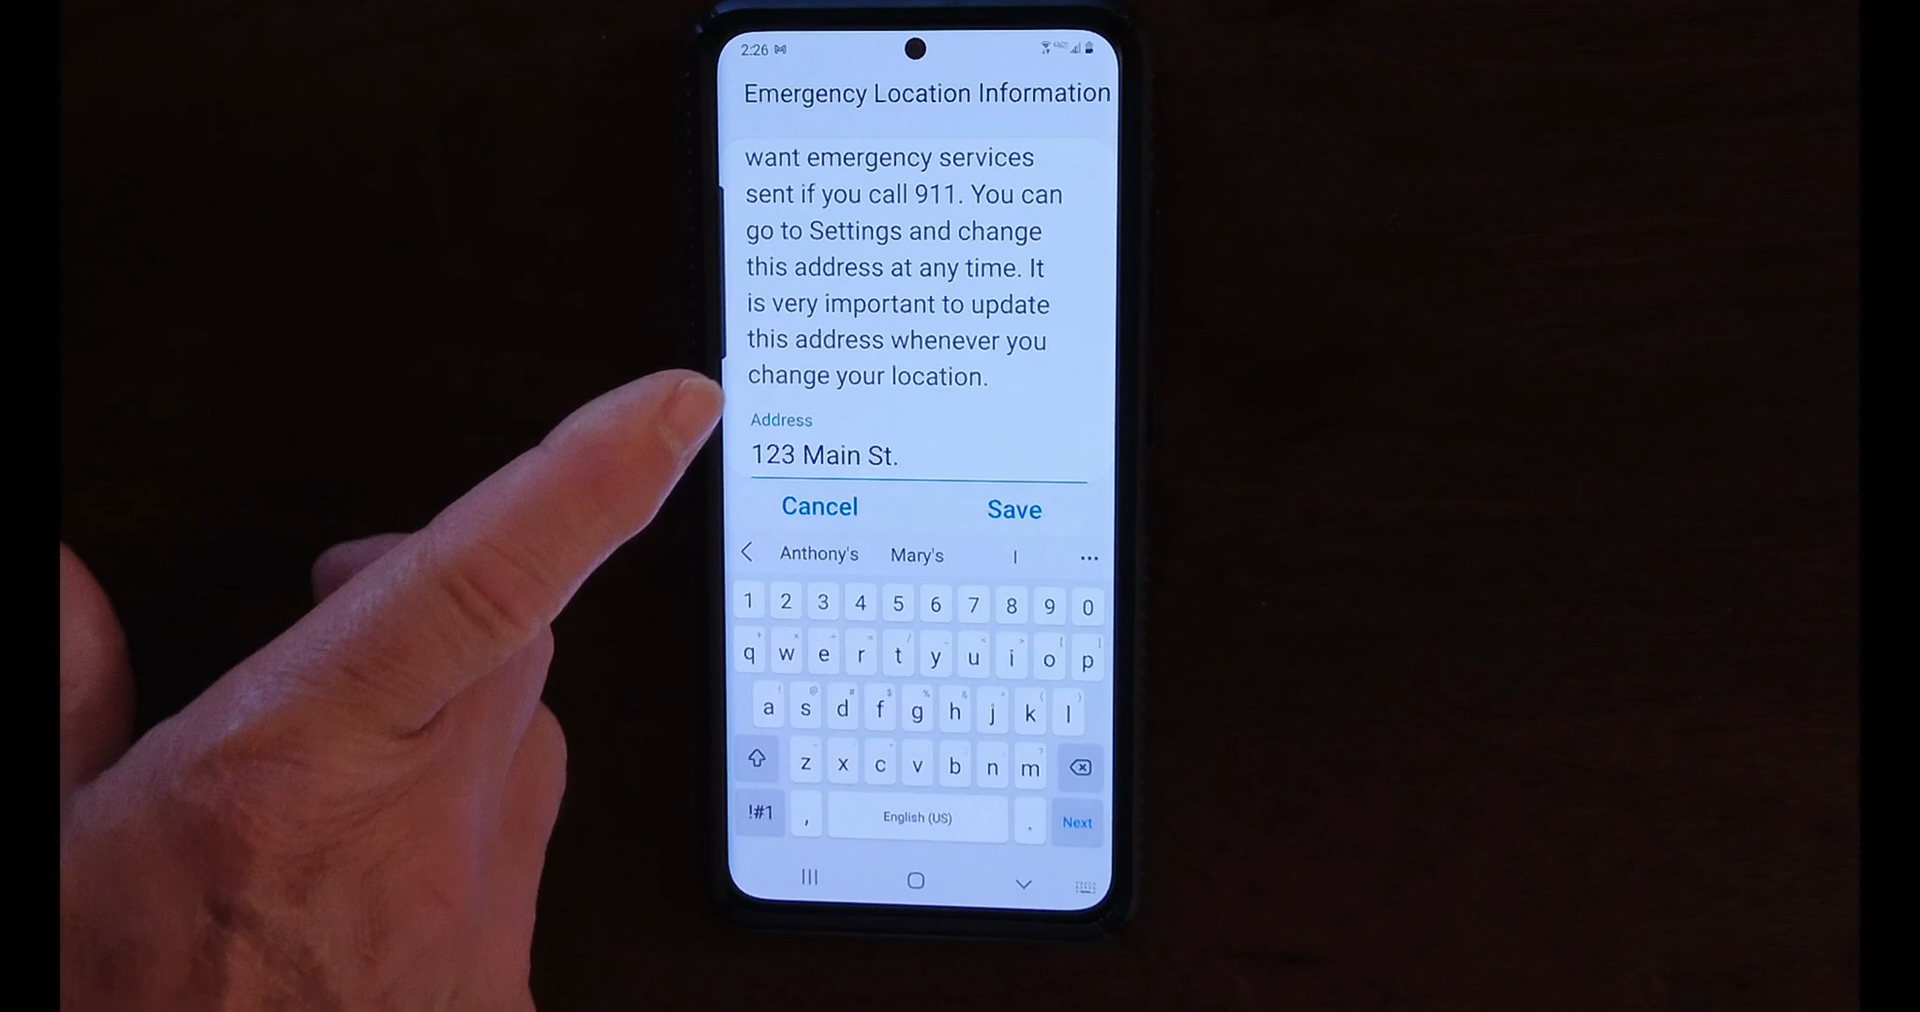 2:26
Emergency Location Information
want emergency services
sent if you call 911. You can
go to Settings and change
this address at any time. It
is very important to update
this address whenever you
change your location.
Address
123 Main St.
Cancel Save
Anthony's Mary's I ...
1 2 3 4 5 6 7 8 9 0
q w e r t y u i o p
a s d f g h j k l
z x c v b n m
!#1 , English (US) . Next